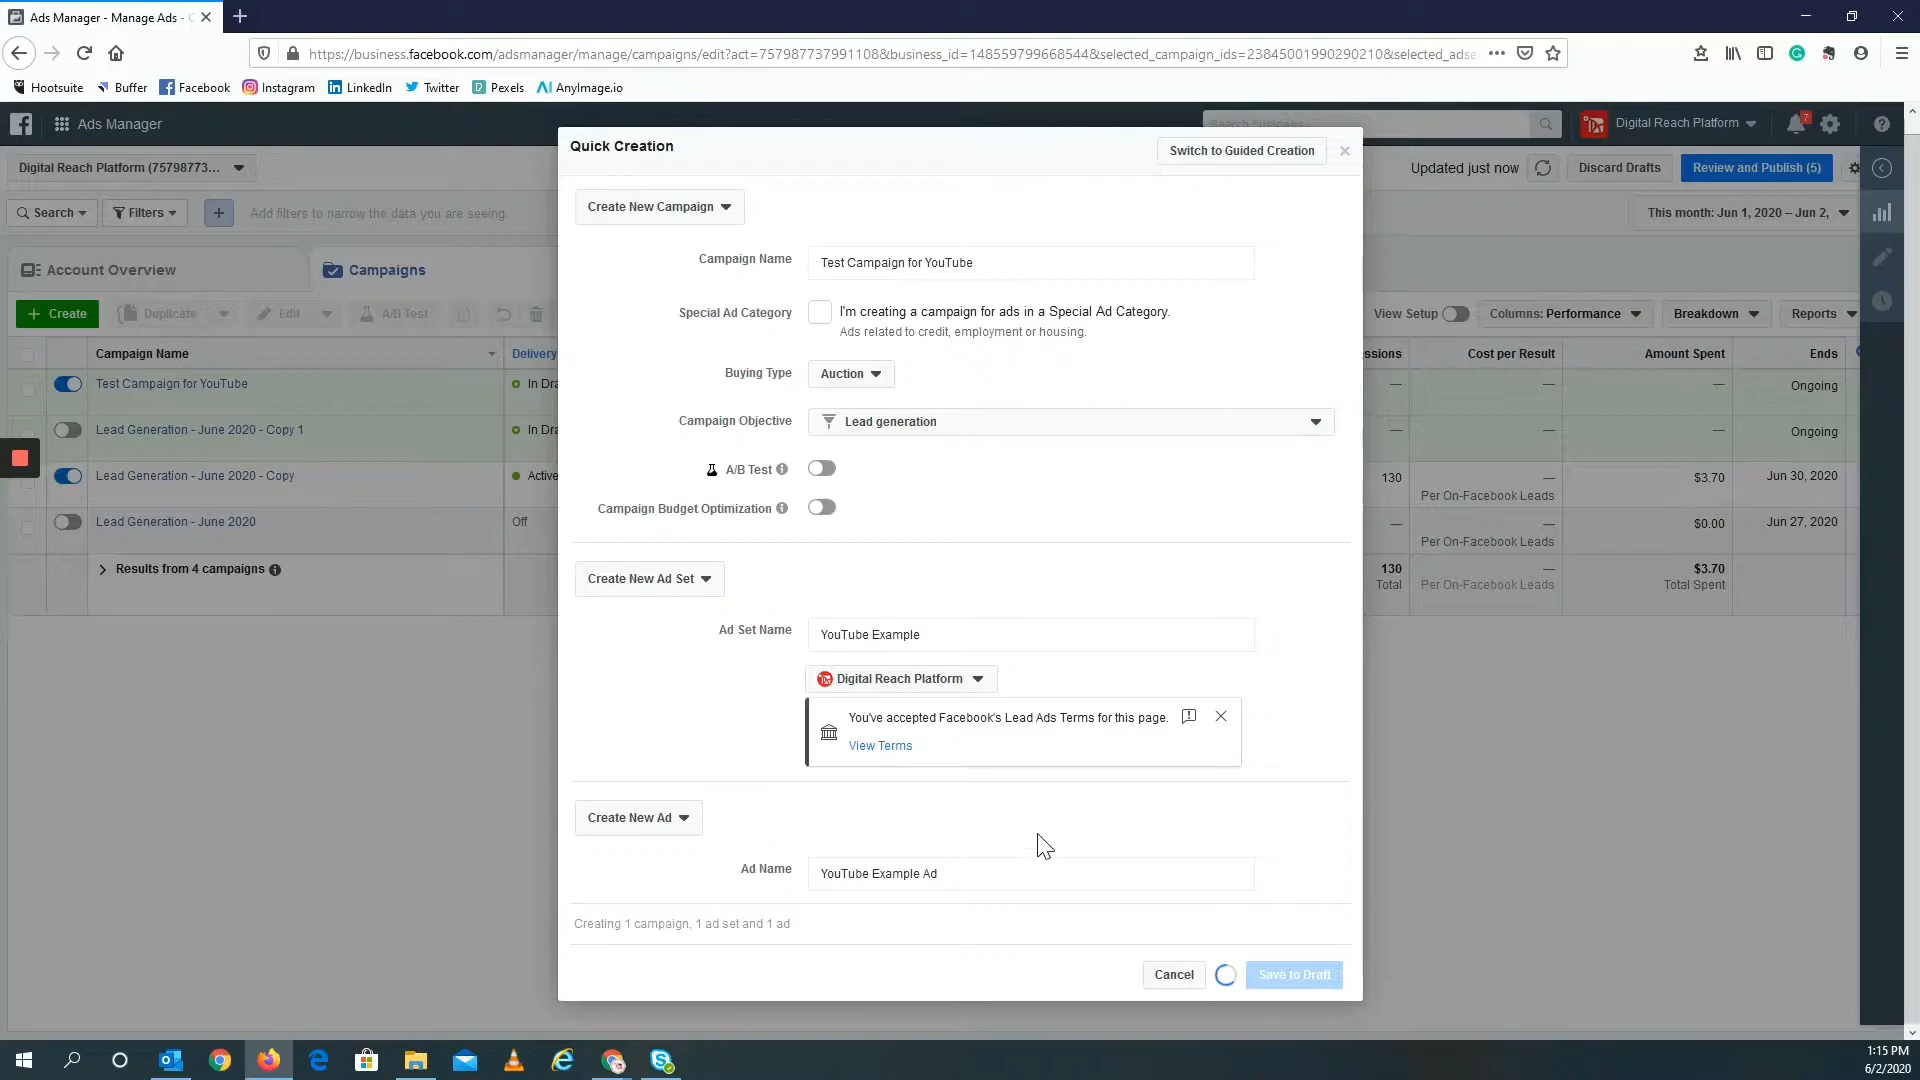 Ads Manager - Manage Ads - C
https://business.facebook.com/adsmanager/manage/campaigns/edit?act=757987737991108&business_id=148559799668544&selected_campaign_ids=23845001990290210&selected_adse
Hootsuite Buffer Facebook Instagram LinkedIn Twitter Pexels AnyImage.io
Ads Manager
Search business
Digital Reach Platform
7
Digital Reach Platform (75798773...
Updated just now
Discard Drafts
Review and Publish (5)
Search
Filters
Add filters to narrow the data you are seeing.
This month: Jun 1, 2020 – Jun 2,
Account Overview
Campaigns
+ Create
Duplicate
Edit
A/B Test
View Setup
Columns: Performance
Breakdown
Reports
Campaign Name
Delivery
ssions
Cost per Result
Amount Spent
Ends
Test Campaign for YouTube
In Dra
—
—
—
Ongoing
Lead Generation - June 2020 - Copy 1
In Dra
—
—
—
Ongoing
Lead Generation - June 2020 - Copy
Active
130
—
Per On-Facebook Leads
$3.70
Jun 30, 2020
Lead Generation - June 2020
Off
—
—
Per On-Facebook Leads
$0.00
Jun 27, 2020
Results from 4 campaigns
130
Total
—
Per On-Facebook Leads
$3.70
Total Spent
Quick Creation
Switch to Guided Creation
Create New Campaign
Campaign Name
Test Campaign for YouTube
Special Ad Category
I'm creating a campaign for ads in a Special Ad Category.
Ads related to credit, employment or housing.
Buying Type
Auction
Campaign Objective
Lead generation
A/B Test
Campaign Budget Optimization
Create New Ad Set
Ad Set Name
YouTube Example
Digital Reach Platform
You've accepted Facebook's Lead Ads Terms for this page.
View Terms
Create New Ad
Ad Name
YouTube Example Ad
Creating 1 campaign, 1 ad set and 1 ad
Cancel
Save to Draft
1:15 PM
6/2/2020